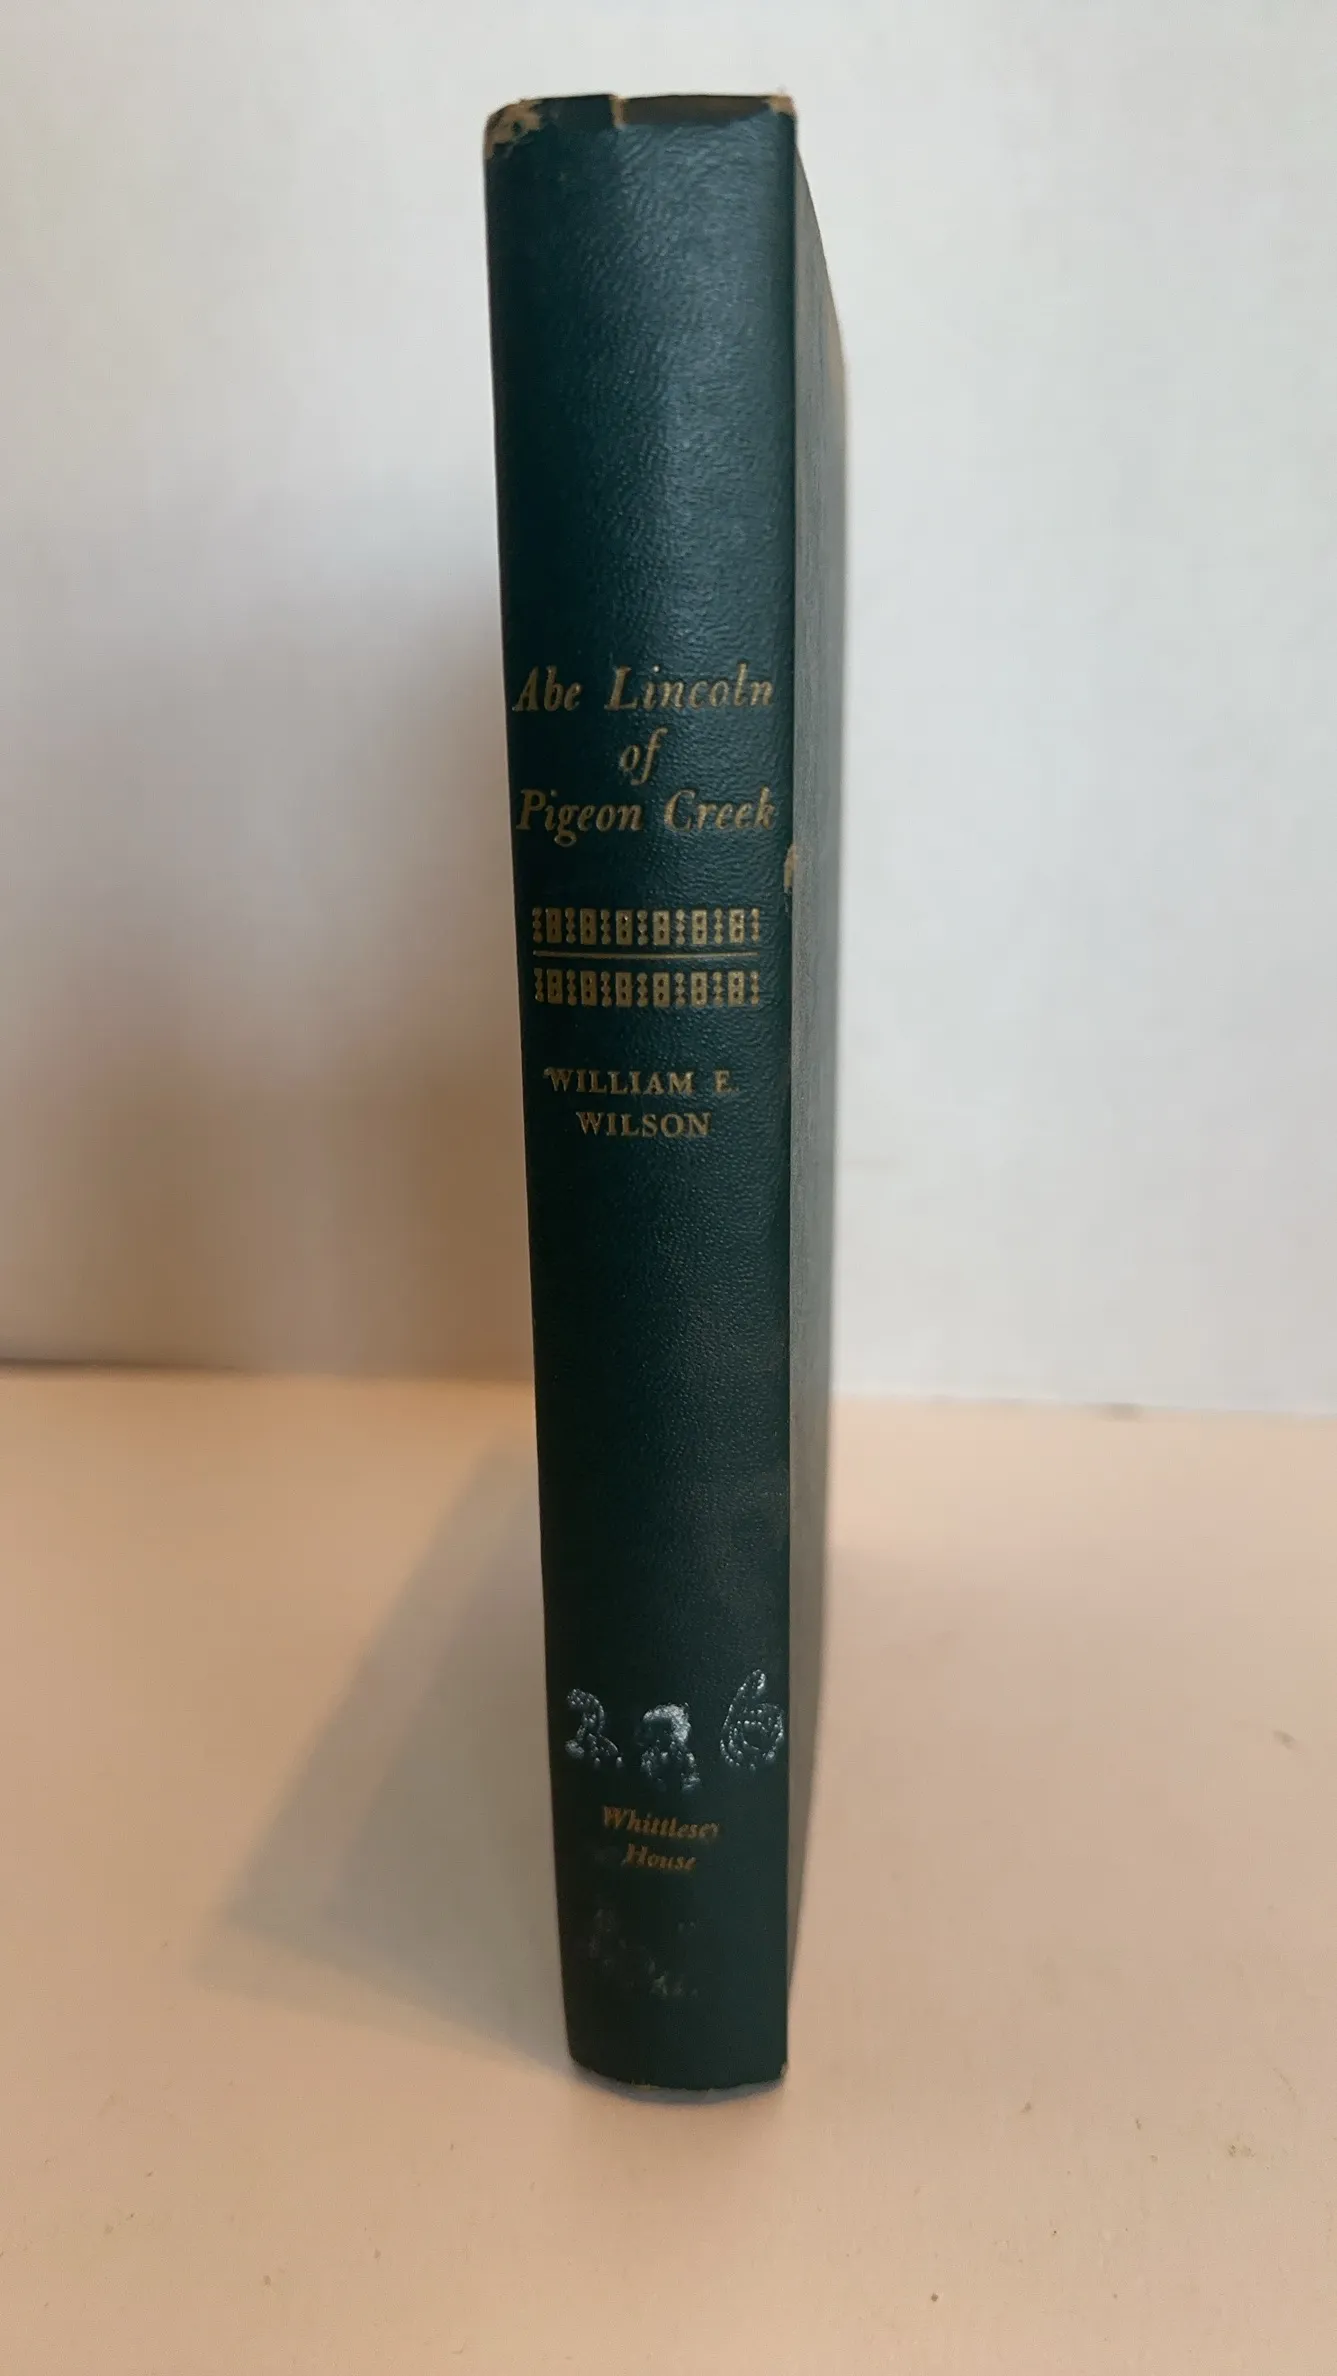 Abe Lincoln
of
Pigeon Creek
WILLIAM E.
WILSON
Whittlesey
House